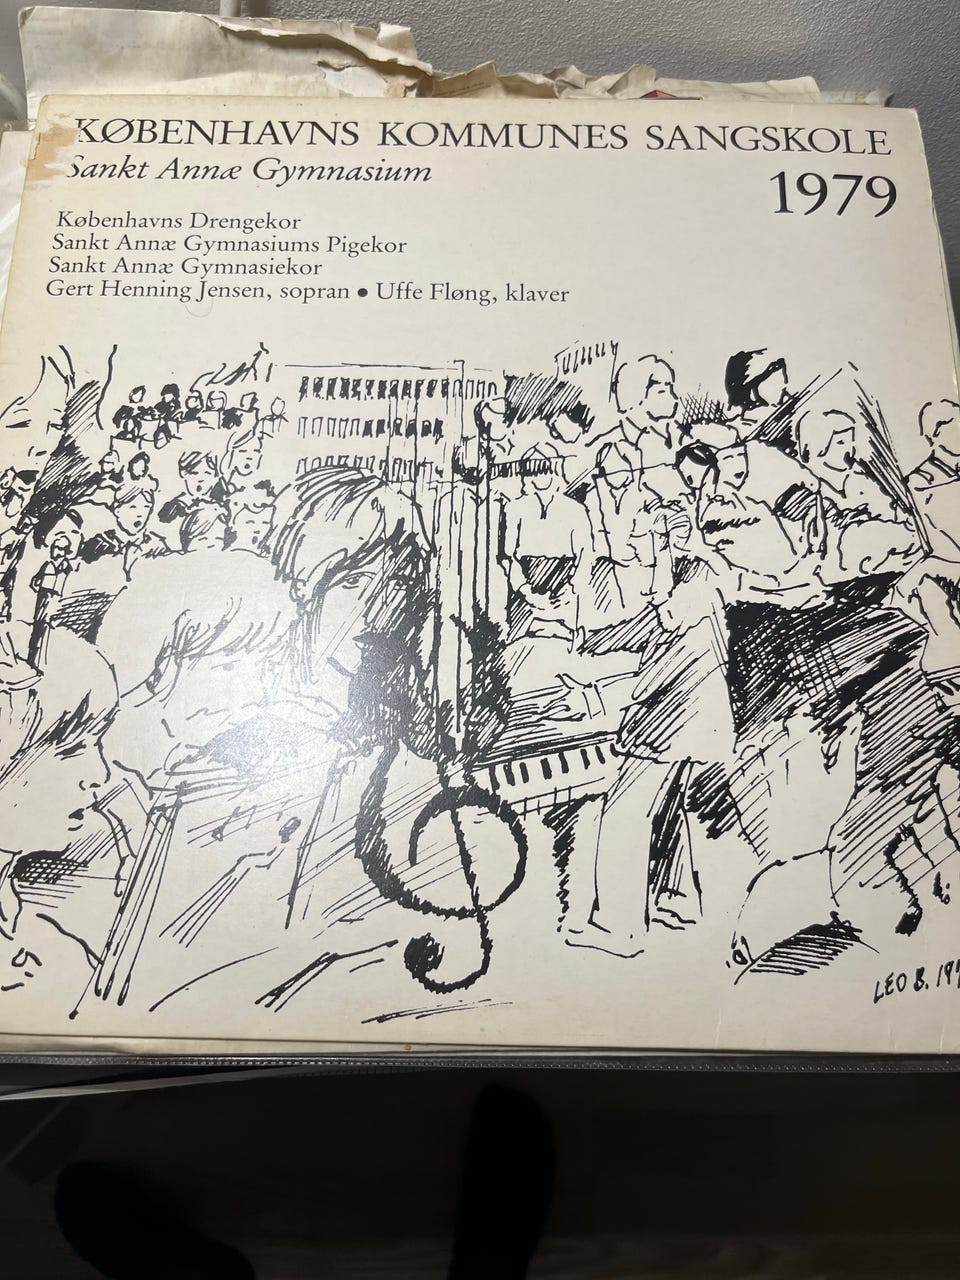 KØBENHAVNS KOMMUNES SANGSKOLE
Sankt Annæ Gymnasium
1979
Københavns Drengekor
Sankt Annæ Gymnasiums Pigekor
Sankt Annæ Gymnasiekor
Gert Henning Jensen, sopran • Uffe Fløng, klaver
LEO B.